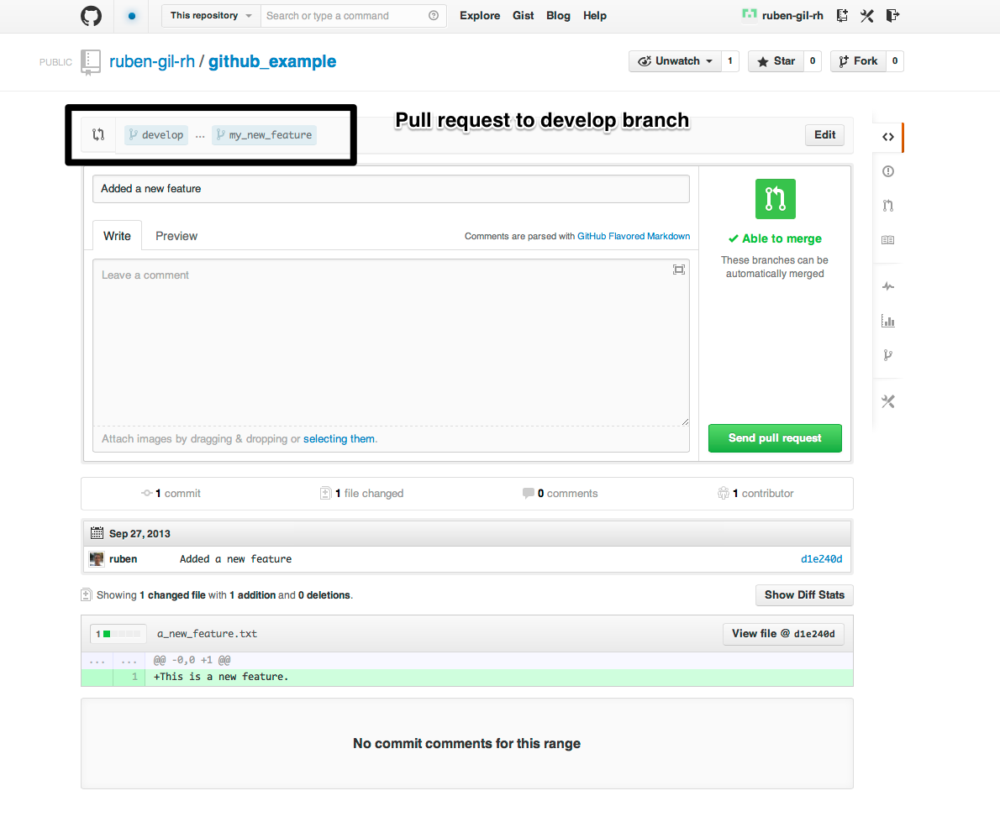 This repository Search or type a command Explore Gist Blog Help ruben-gil-rh
PUBLIC ruben-gil-rh / github_example Unwatch 1 Star 0 Fork 0
Pull request to develop branch
develop ... my_new_feature Edit
Added a new feature
Write Preview Comments are parsed with GitHub Flavored Markdown
Able to merge
These branches can be
automatically merged
Leave a comment
Attach images by dragging & dropping or selecting them.
Send pull request
1 commit 1 file changed 0 comments 1 contributor
Sep 27, 2013
ruben Added a new feature d1e240d
Showing 1 changed file with 1 addition and 0 deletions. Show Diff Stats
1 a_new_feature.txt View file @ d1e240d
... ... @@ -0,0 +1 @@
1 +This is a new feature.
No commit comments for this range